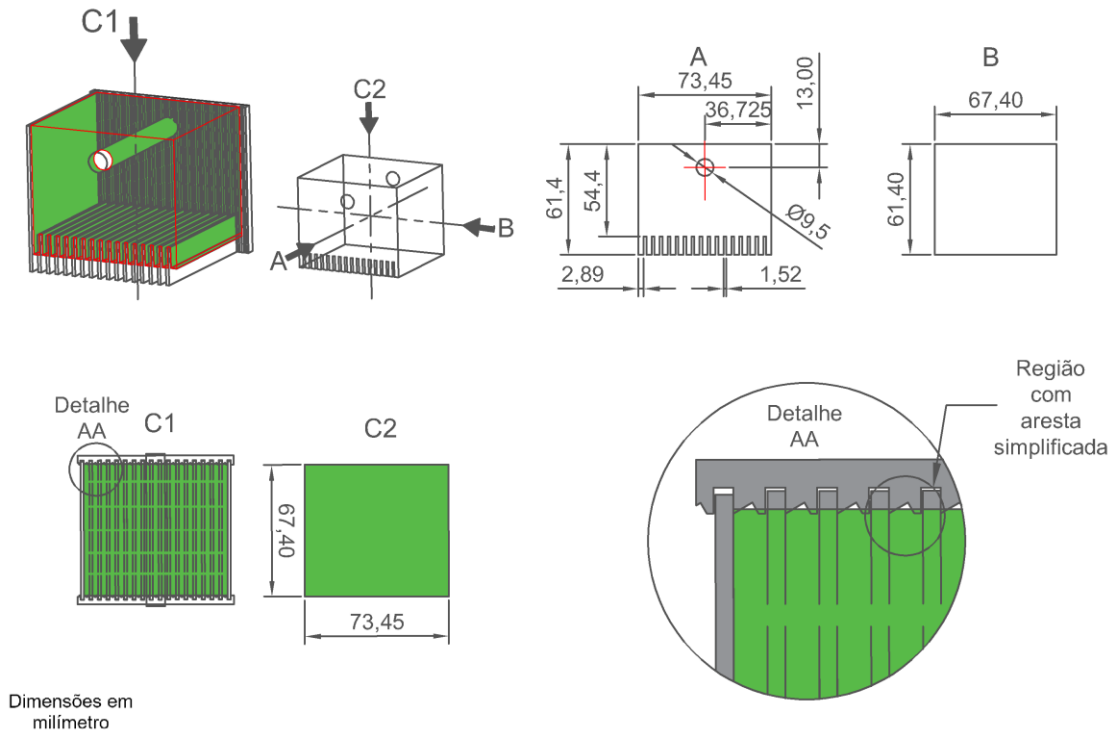 C1
C2
A
B
A
73,45
36,725
13,00
61,4
54,4
Ø9,5
2,89
1,52
B
67,40
61,40
Detalhe
AA
C1
C2
67,40
73,45
Detalhe
AA
Região
com
aresta
simplificada
Dimensões em
milímetro